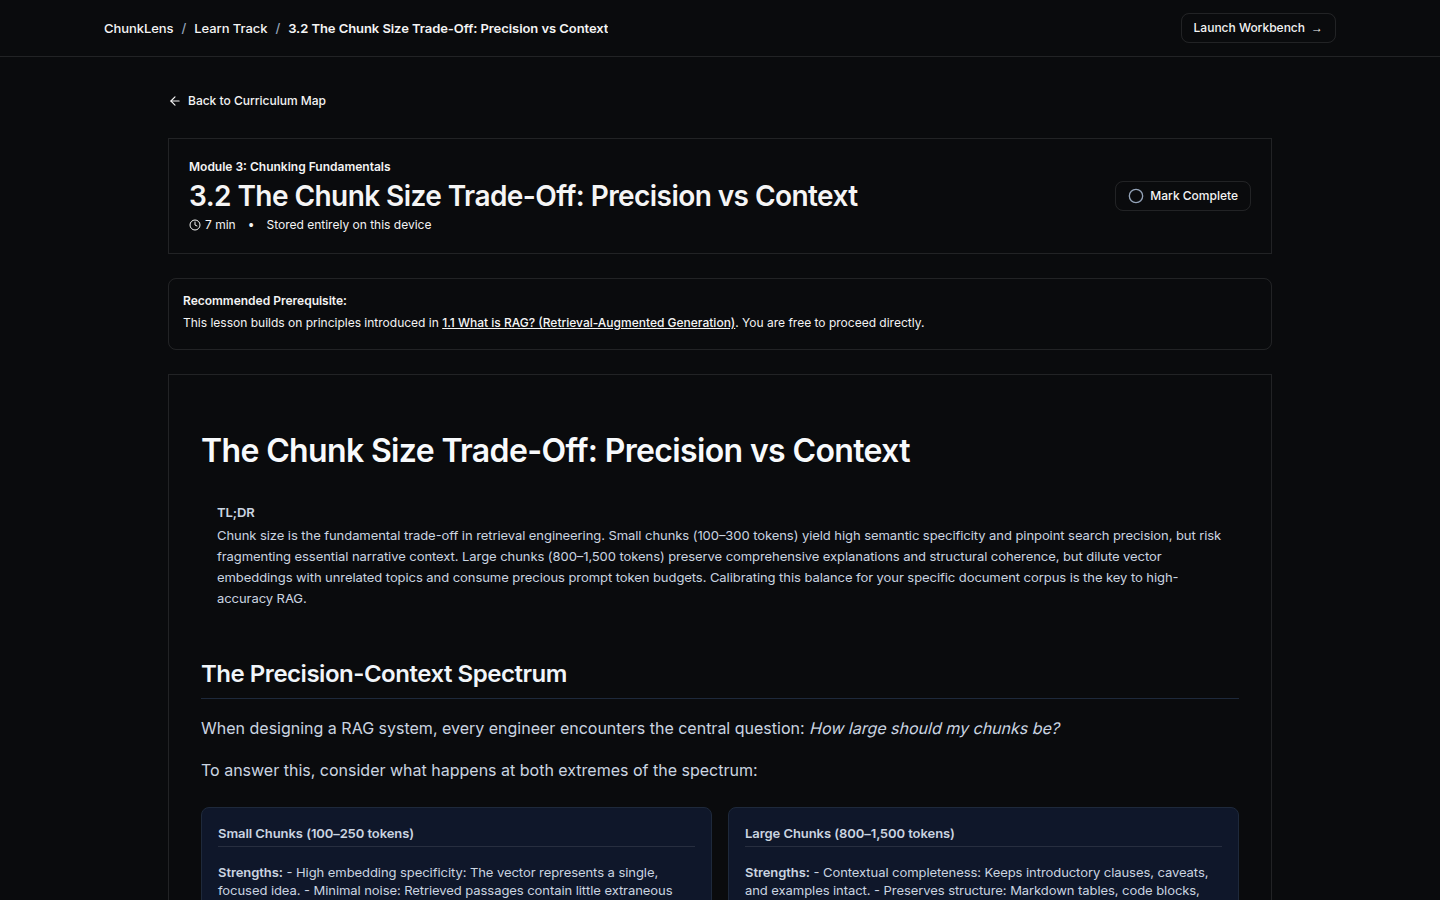 ChunkLens / Learn Track / 3.2 The Chunk Size Trade-Off: Precision vs Context
Launch Workbench →
← Back to Curriculum Map
Module 3: Chunking Fundamentals
3.2 The Chunk Size Trade-Off: Precision vs Context
Mark Complete
7 min • Stored entirely on this device
Recommended Prerequisite:
This lesson builds on principles introduced in 1.1 What is RAG? (Retrieval-Augmented Generation). You are free to proceed directly.
The Chunk Size Trade-Off: Precision vs Context
TL;DR
Chunk size is the fundamental trade-off in retrieval engineering. Small chunks (100–300 tokens) yield high semantic specificity and pinpoint search precision, but risk
fragmenting essential narrative context. Large chunks (800–1,500 tokens) preserve comprehensive explanations and structural coherence, but dilute vector
embeddings with unrelated topics and consume precious prompt token budgets. Calibrating this balance for your specific document corpus is the key to high-
accuracy RAG.
The Precision-Context Spectrum
When designing a RAG system, every engineer encounters the central question: How large should my chunks be?
To answer this, consider what happens at both extremes of the spectrum:
Small Chunks (100–250 tokens)
Strengths: - High embedding specificity: The vector represents a single,
focused idea. - Minimal noise: Retrieved passages contain little extraneous
Large Chunks (800–1,500 tokens)
Strengths: - Contextual completeness: Keeps introductory clauses, caveats,
and examples intact. - Preserves structure: Markdown tables, code blocks,